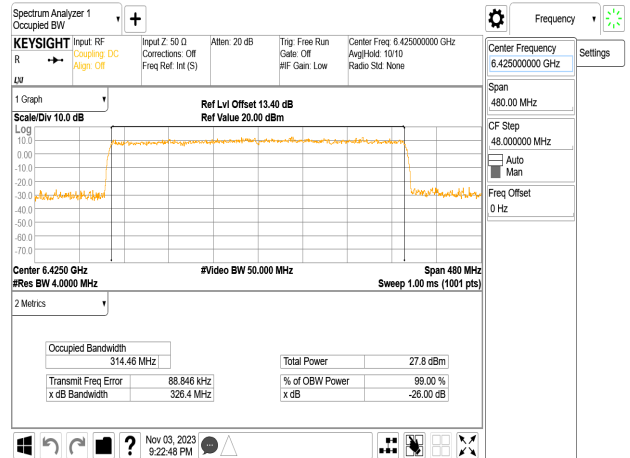 Spectrum Analyzer 1
Occupied BW
Frequency
KEYSIGHT
R
Input: RF
Coupling: DC
Align: Off
Input Z: 50 Ω
Corrections: Off
Freq Ref: Int (S)
Atten: 20 dB
Trig: Free Run
Gate: Off
#IF Gain: Low
Center Freq: 6.425000000 GHz
Avg|Hold: 10/10
Radio Std: None
1 Graph
Scale/Div 10.0 dB
Ref Lvl Offset 13.40 dB
Ref Value 20.00 dBm
Log
10.0
0.00
-10.0
-20.0
-30.0
-40.0
-50.0
-60.0
-70.0
Center 6.4250 GHz
#Video BW 50.000 MHz
Span 480 MHz
#Res BW 4.0000 MHz
Sweep 1.00 ms (1001 pts)
2 Metrics
Occupied Bandwidth
314.46 MHz
Total Power 27.8 dBm
Transmit Freq Error 88.846 kHz
% of OBW Power 99.00 %
x dB Bandwidth 326.4 MHz
x dB -26.00 dB
Center Frequency
6.425000000 GHz
Settings
Span
480.00 MHz
CF Step
48.000000 MHz
Auto
Man
Freq Offset
0 Hz
?
Nov 03, 2023
9:22:48 PM